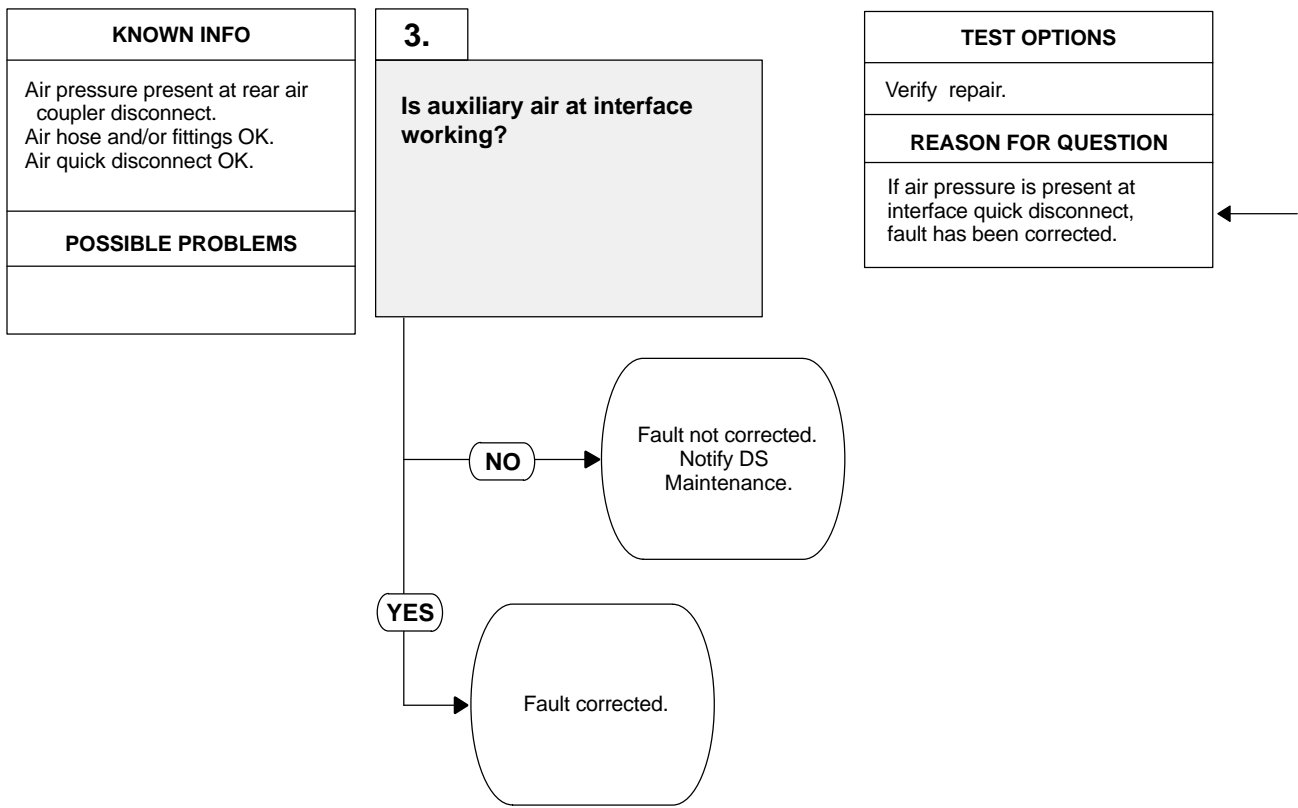 KNOWN INFO
Air pressure present at rear air
coupler disconnect.
Air hose and/or fittings OK.
Air quick disconnect OK.
POSSIBLE PROBLEMS
3.
Is auxiliary air at interface
working?
TEST OPTIONS
Verify repair.
REASON FOR QUESTION
If air pressure is present at
interface quick disconnect,
fault has been corrected.
NO
Fault not corrected.
Notify DS
Maintenance.
YES
Fault corrected.